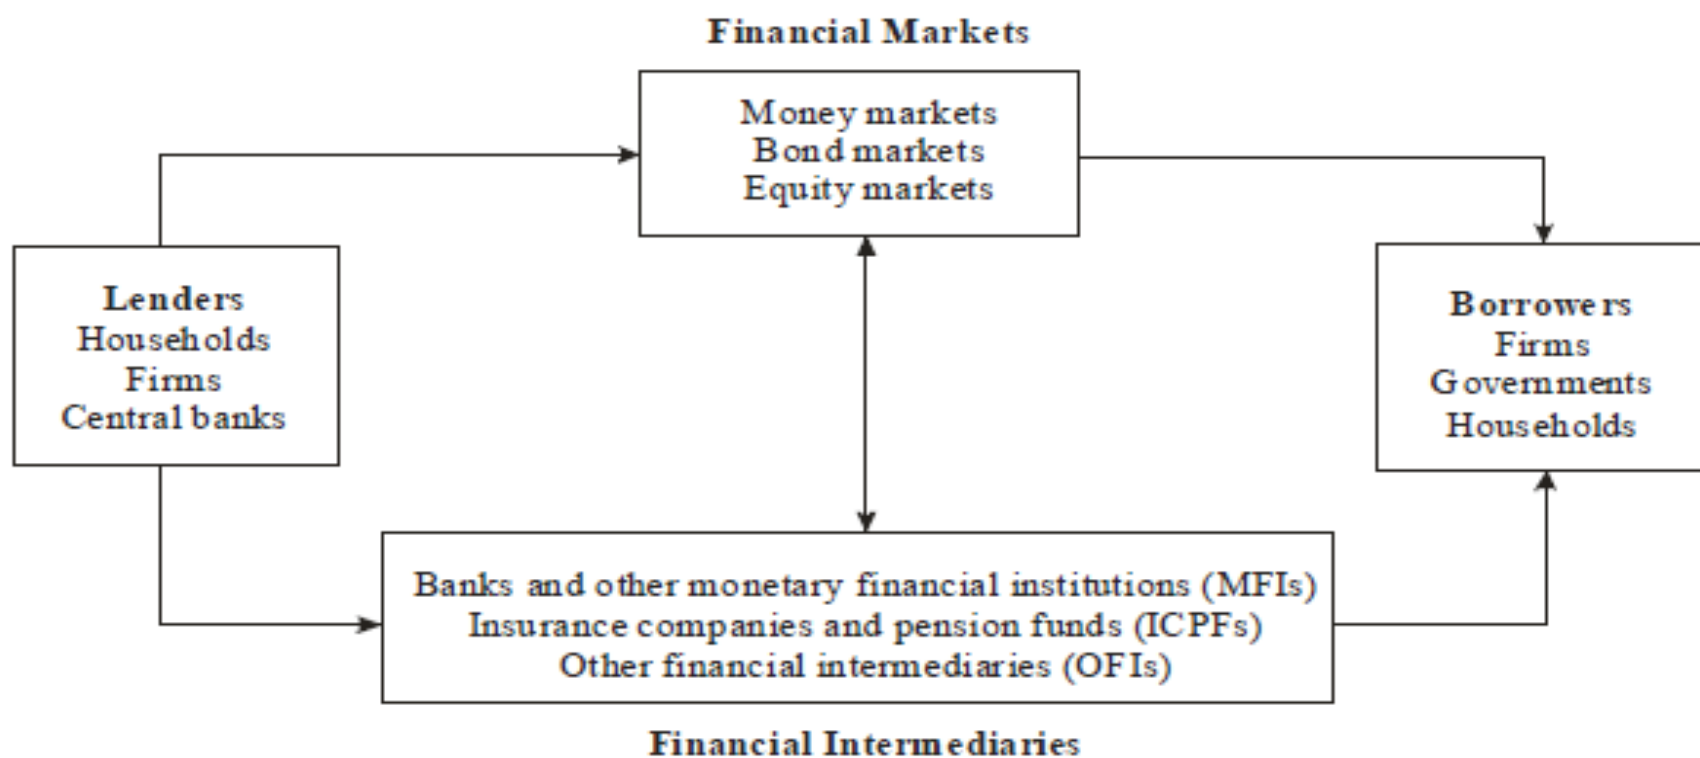 Financial Markets
Money markets
Bond markets
Equity markets
Lenders
Households
Firms
Central banks
Borrowers
Firms
Governments
Households
Banks and other monetary financial institutions (MFIs)
Insurance companies and pension funds (ICPFs)
Other financial intermediaries (OFIs)
Financial Intermediaries